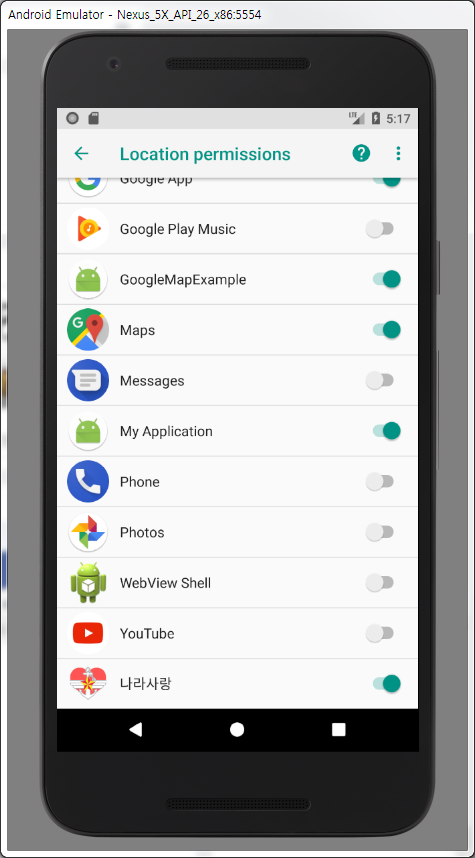 Android Emulator - Nexus_5X_API_26_x86:5554
LTE 5:17
Location permissions
Google App
Google Play Music
GoogleMapExample
Maps
Messages
My Application
Phone
Photos
WebView Shell
YouTube
나라사랑